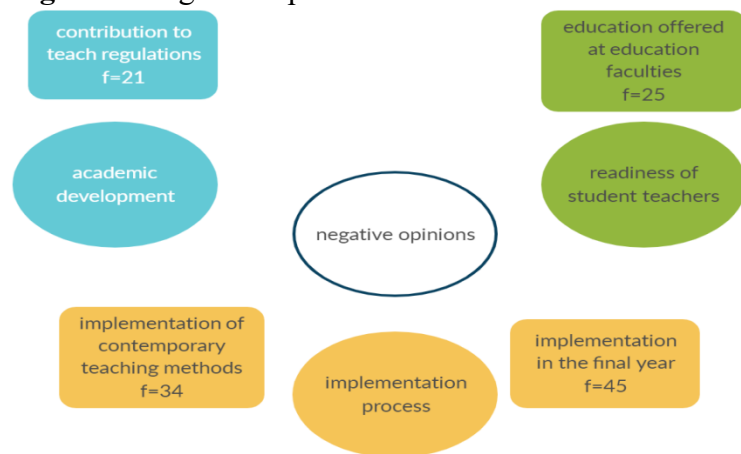 contribution to
teach regulations
f=21
education offered
at education
faculties
f=25
academic
development
readiness of
student teachers
negative opinions
implementation of
contemporary
teaching methods
f=34
implementation
process
implementation
in the final year
f=45